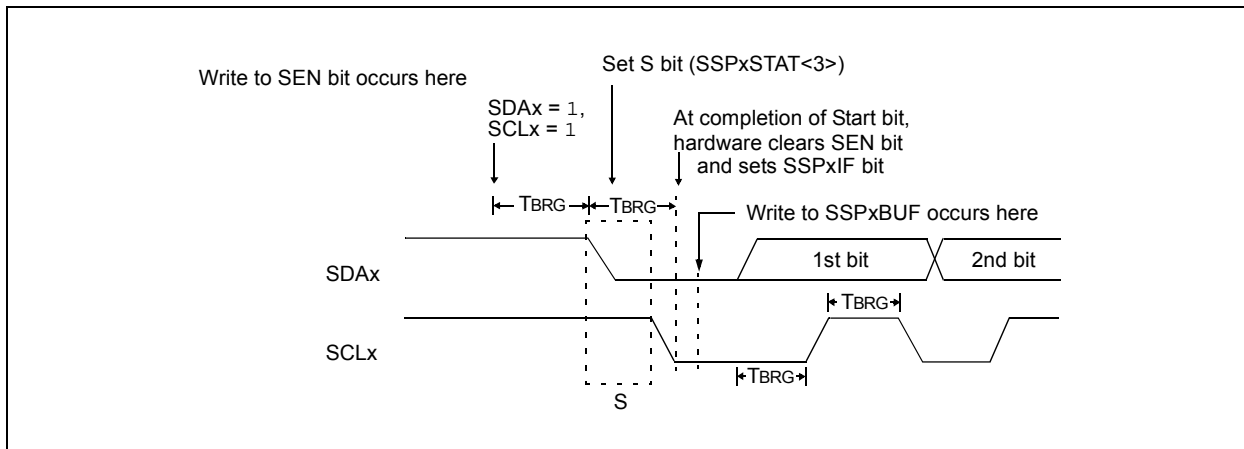 Write to SEN bit occurs here
Set S bit (SSPxSTAT<3>)
SDAx = 1,
SCLx = 1
At completion of Start bit,
hardware clears SEN bit
and sets SSPxIF bit
TBRG
TBRG
Write to SSPxBUF occurs here
SDAx
1st bit
2nd bit
TBRG
SCLx
TBRG
S